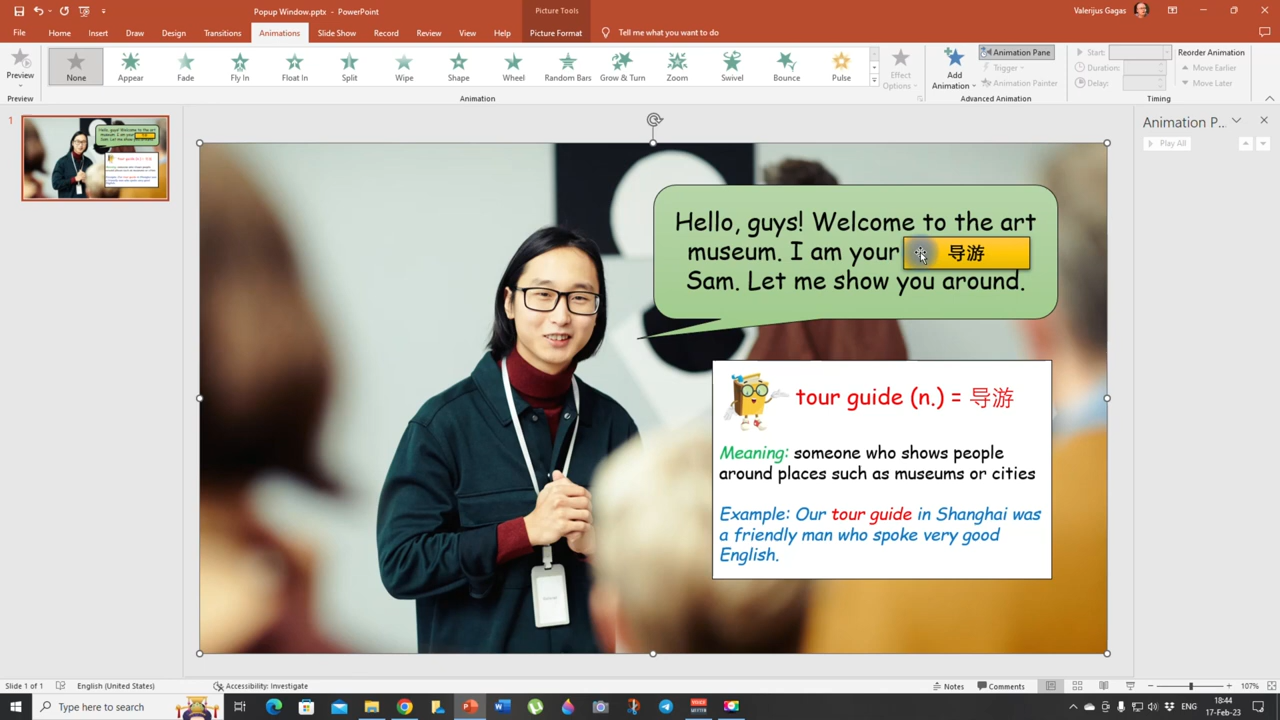 Popup Window.pptx - PowerPoint
Picture Tools
Valerijus Gagas
File Home Insert Draw Design Transitions Animations Slide Show Record Review View Help Picture Format Tell me what you want to do
Preview
None
Appear
Fade
Fly In
Float In
Split
Wipe
Shape
Wheel
Random Bars
Grow & Turn
Zoom
Swivel
Bounce
Pulse
Effect
Options
Add
Animation
Animation Pane
Trigger
Animation Painter
Start:
Duration:
Delay:
Reorder Animation
Move Earlier
Move Later
Preview
Animation
Advanced Animation
Timing
1
Hello, guys! Welcome to the art
museum. I am your 导游
Sam. Let me show you around.
tour guide (n.) = 导游
Meaning: someone who shows people
around places such as museums or cities
Example: Our tour guide in Shanghai was
a friendly man who spoke very good
English.
Animation P...
Play All
Slide 1 of 1
English (United States)
Accessibility: Investigate
Notes
Comments
107%
Type here to search
ENG
18:44
17-Feb-23